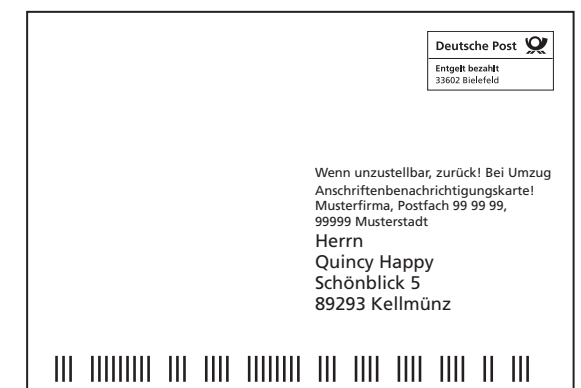 Deutsche Post
Entgelt bezahlt
33602 Bielefeld
Wenn unzustellbar, zurück! Bei Umzug
Anschriftenbenachrichtigungskarte!
Musterfirma, Postfach 99 99 99,
99999 Musterstadt
Herrn
Quincy Happy
Schönblick 5
89293 Kellmünz